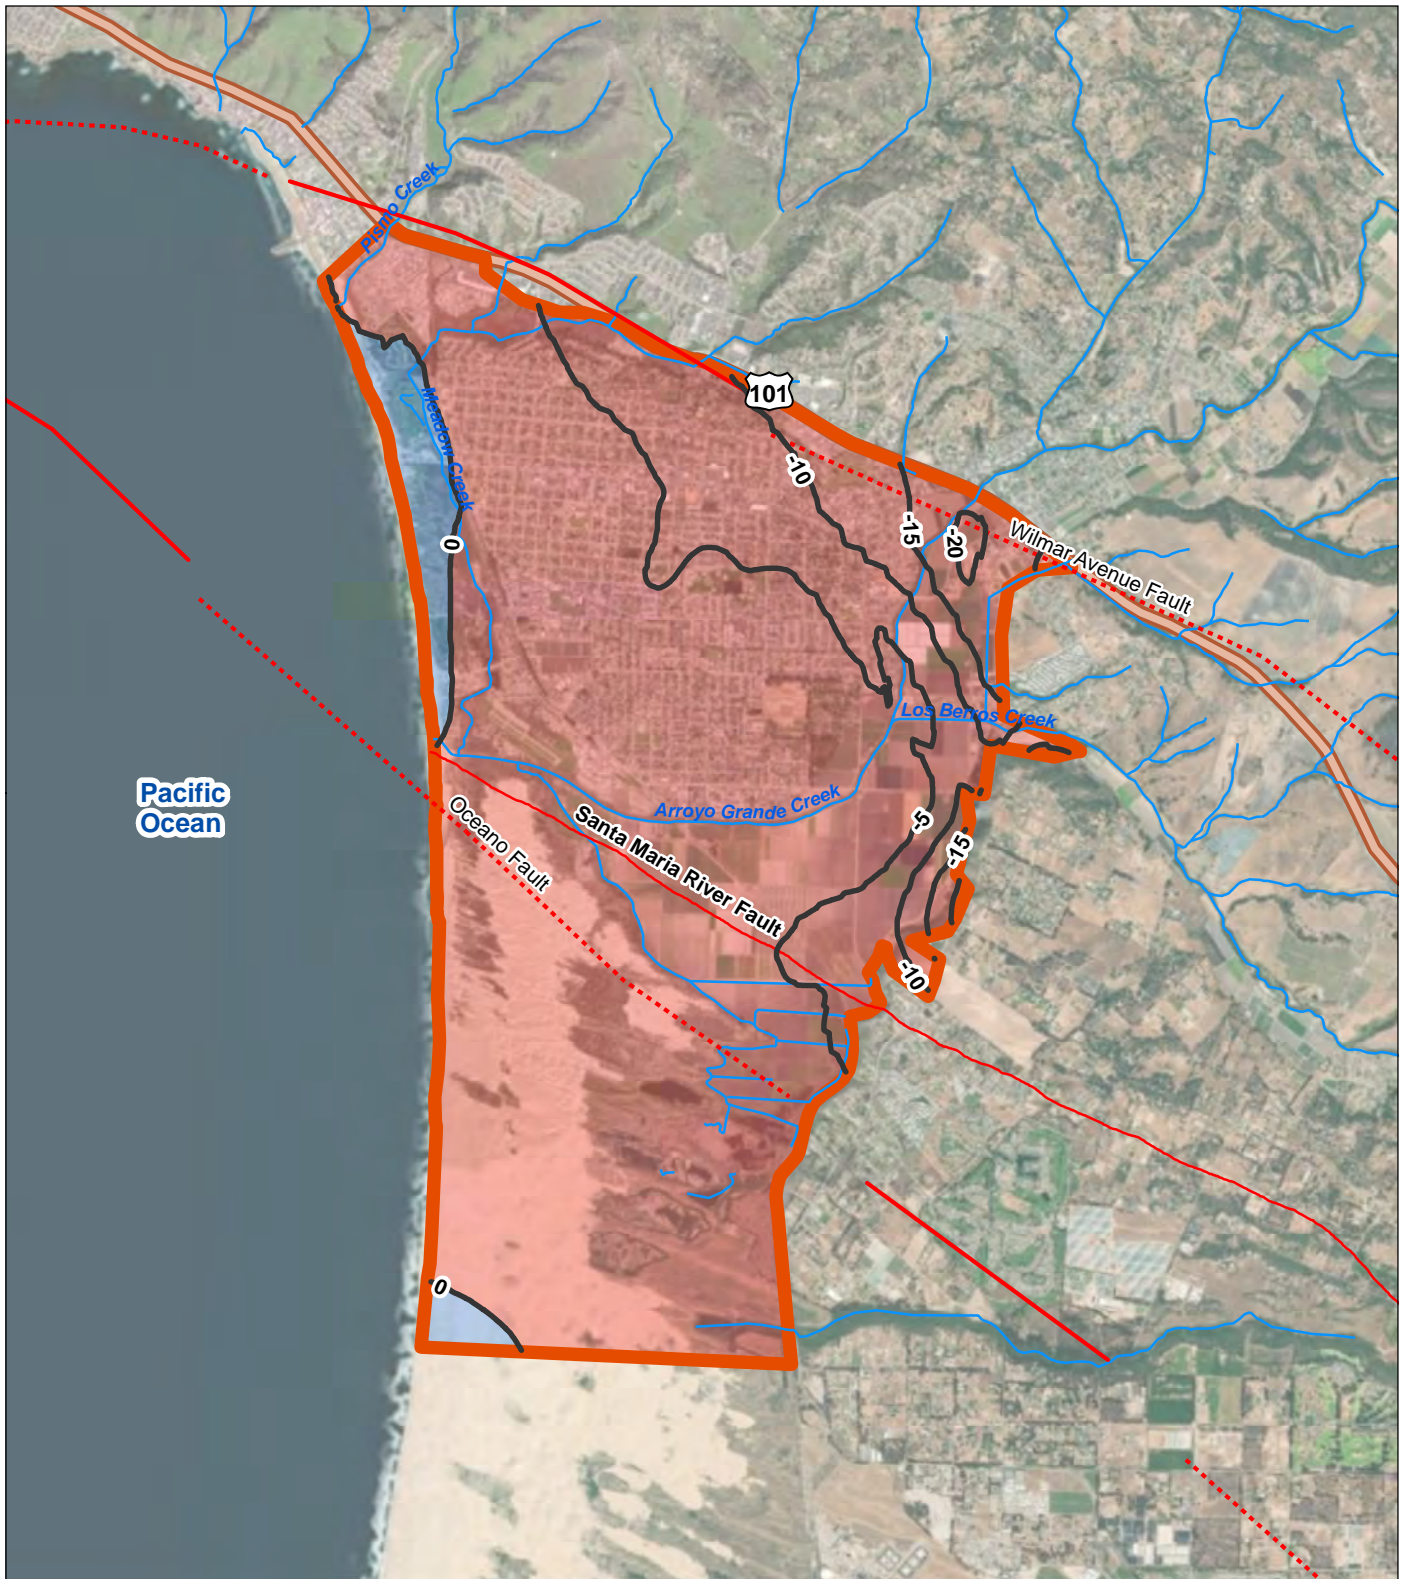 Pismo Creek
101
Meadow Creek
-10
0
-15
-20
Wilmar Avenue Fault
Los Berros Creek
Pacific
Ocean
Arroyo Grande Creek
Oceano Fault
Santa Maria River Fault
-5
-15
-10
0